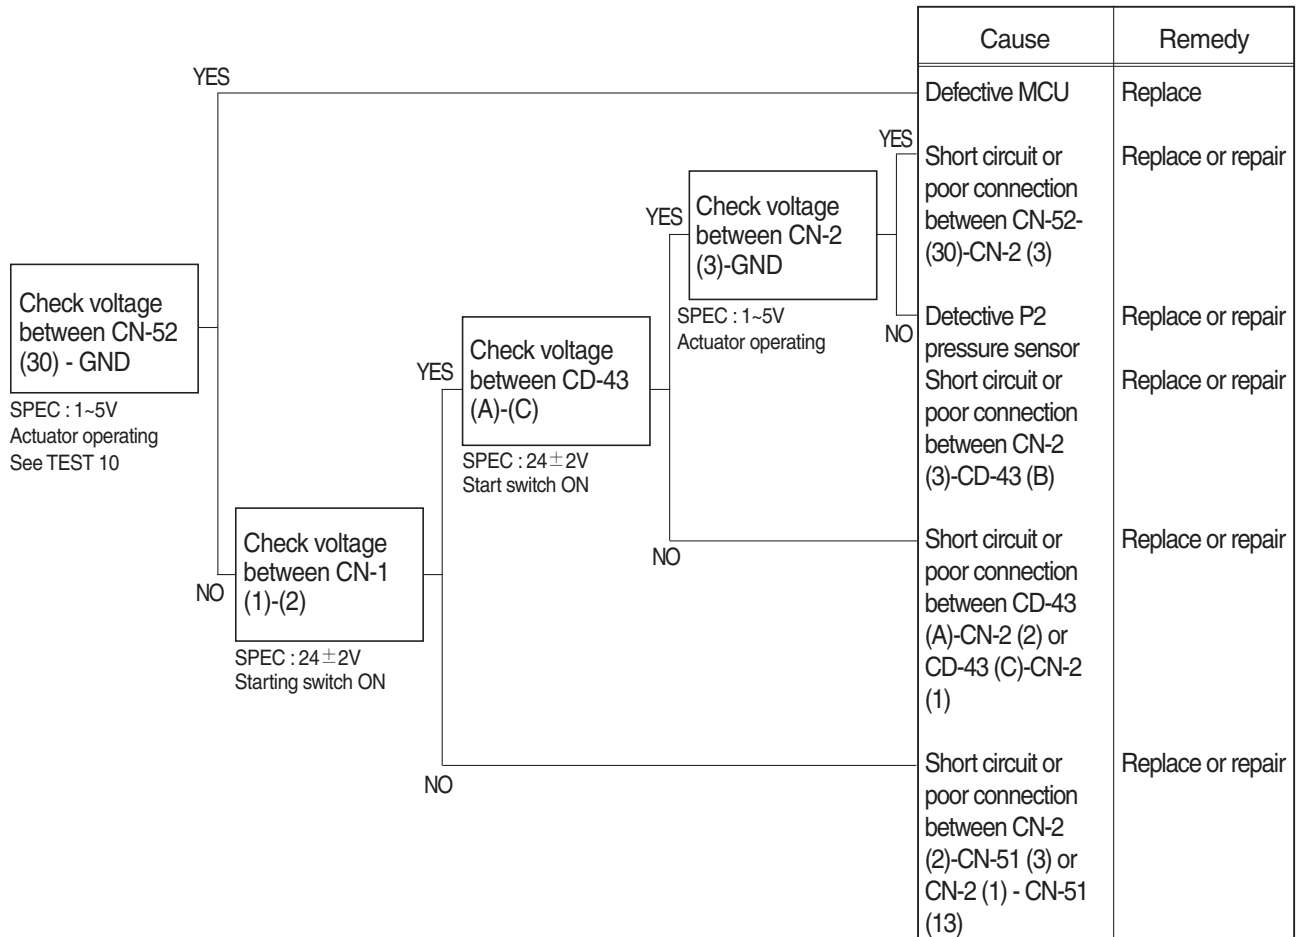 Cause
Remedy
YES
Defective MCU
Replace
YES
Short circuit or
poor connection
between CN-52-
(30)-CN-2 (3)
Replace or repair
YES
Check voltage
between CN-2
(3)-GND
SPEC : 1~5V
Actuator operating
NO
Detective P2
pressure sensor
Replace or repair
Short circuit or
poor connection
between CN-2
(3)-CD-43 (B)
Replace or repair
Check voltage
between CN-52
(30) - GND
SPEC : 1~5V
Actuator operating
See TEST 10
YES
Check voltage
between CD-43
(A)-(C)
SPEC : 24±2V
Start switch ON
NO
Short circuit or
poor connection
between CD-43
(A)-CN-2 (2) or
CD-43 (C)-CN-2
(1)
Replace or repair
NO
Check voltage
between CN-1
(1)-(2)
SPEC : 24±2V
Starting switch ON
NO
Short circuit or
poor connection
between CN-2
(2)-CN-51 (3) or
CN-2 (1) - CN-51
(13)
Replace or repair